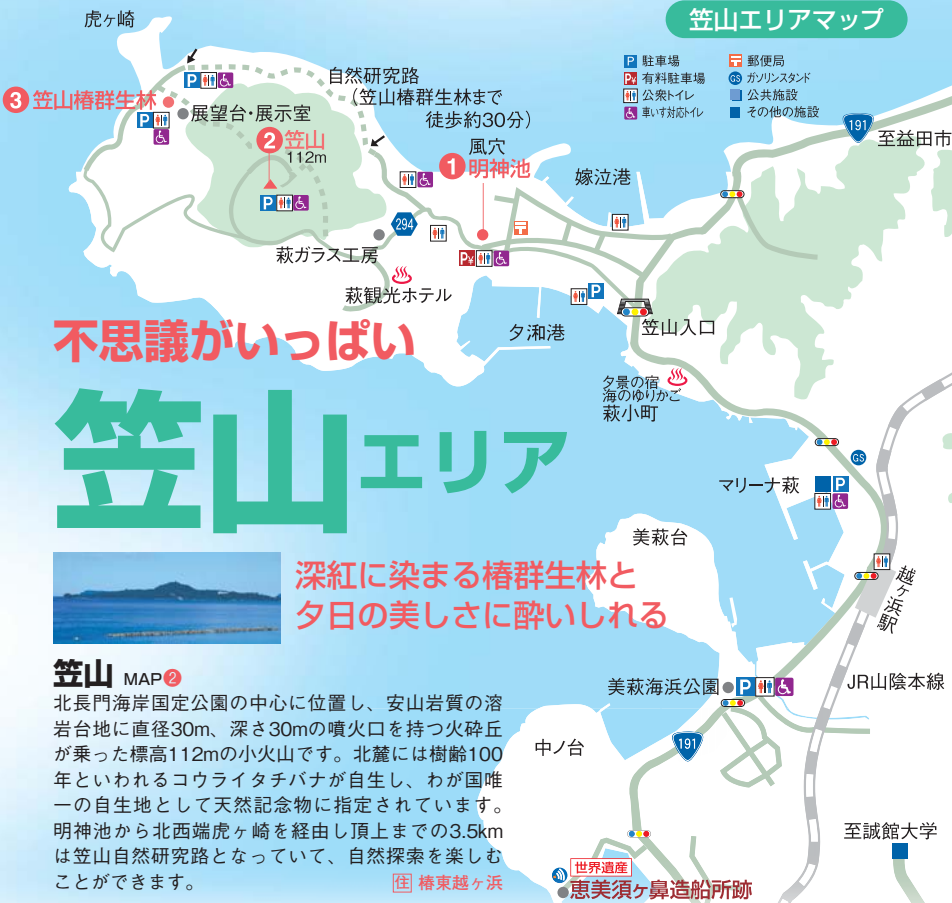 笠山エリアマップ
P 駐車場
P¥ 有料駐車場
公衆トイレ
車いす対応トイレ
郵便局
GS ガソリンスタンド
公共施設
その他の施設
虎ヶ崎
P
自然研究路
（笠山椿群生林まで
徒歩約30分）
3 笠山椿群生林
P
展望台・展示室
2 笠山
112m
P
風穴
1 明神池
嫁泣港
191
至益田市
294
萩ガラス工房
P¥
萩観光ホテル
P
夕和港
笠山入口
不思議がいっぱい
笠山エリア
夕景の宿
海のゆりかご
萩小町
GS
マリーナ萩
P
美萩台
越ヶ浜駅
深紅に染まる椿群生林と
夕日の美しさに酔いしれる
美萩海浜公園
P
JR山陰本線
191
中ノ台
至誠館大学
世界遺産
恵美須ヶ鼻造船所跡
笠山 MAP2
北長門海岸国定公園の中心に位置し、安山岩質の溶
岩台地に直径30m、深さ30mの噴火口を持つ火砕丘
が乗った標高112mの小火山です。北麓には樹齢100
年といわれるコウライタチバナが自生し、わが国唯
一の自生地として天然記念物に指定されています。
明神池から北西端虎ヶ崎を経由し頂上までの3.5km
は笠山自然研究路となっていて、自然探索を楽しむ
ことができます。
住 椿東越ヶ浜